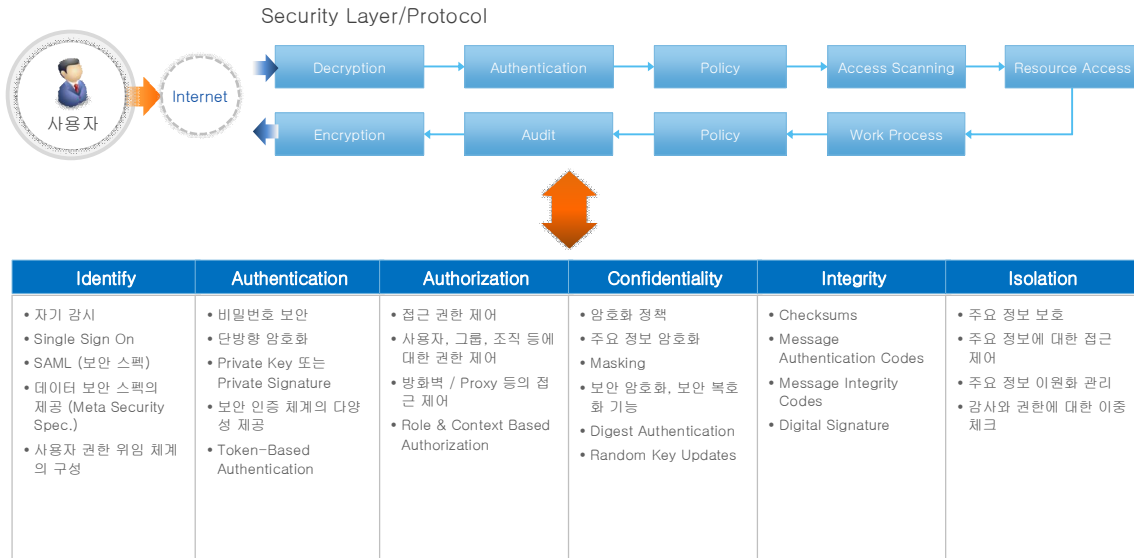 Security Layer/Protocol
사용자
Internet
Decryption
Authentication
Policy
Access Scanning
Resource Access
Encryption
Audit
Policy
Work Process
Identify
• 자기 감시
• Single Sign On
• SAML (보안 스펙)
• 데이터 보안 스펙의
제공 (Meta Security
Spec.)
• 사용자 권한 위임 체계
의 구성
Authentication
• 비밀번호 보안
• 단방향 암호화
• Private Key 또는
Private Signature
• 보안 인증 체계의 다양
성 제공
• Token-Based
Authentication
Authorization
• 접근 권한 제어
• 사용자, 그룹, 조직 등에
대한 권한 제어
• 방화벽 / Proxy 등의 접
근 제어
• Role & Context Based
Authorization
Confidentiality
• 암호화 정책
• 주요 정보 암호화
• Masking
• 보안 암호화, 보안 복호
화 기능
• Digest Authentication
• Random Key Updates
Integrity
• Checksums
• Message
Authentication Codes
• Message Integrity
Codes
• Digital Signature
Isolation
• 주요 정보 보호
• 주요 정보에 대한 접근
제어
• 주요 정보 이원화 관리
• 감사와 권한에 대한 이중
체크